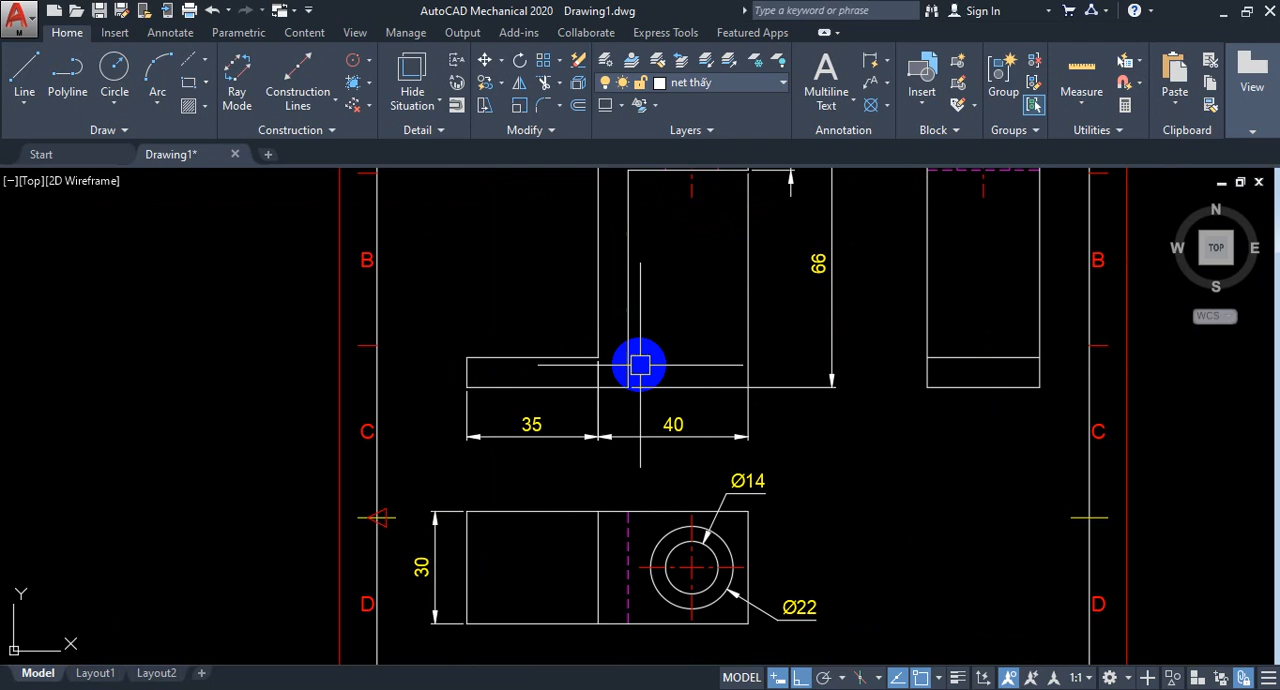 AutoCAD Mechanical 2020 Drawing1.dwg
Type a keyword or phrase
Sign In
Home Insert Annotate Parametric Content View Manage Output Add-ins Collaborate Express Tools Featured Apps
M
Line Polyline Circle Arc
Draw
Ray Mode
Construction Lines
Construction
Hide Situation
Detail
Modify
net thấy
Layers
Multiline Text
Annotation
Insert
Block
Group
Groups
Measure
Utilities
Paste
Clipboard
View
Start Drawing1*
[−][Top][2D Wireframe]
N
W TOP E
S
WCS
B
B
66
35
40
C
C
Ø14
30
Ø22
D
D
Y
X
Model Layout1 Layout2
MODEL
1:1